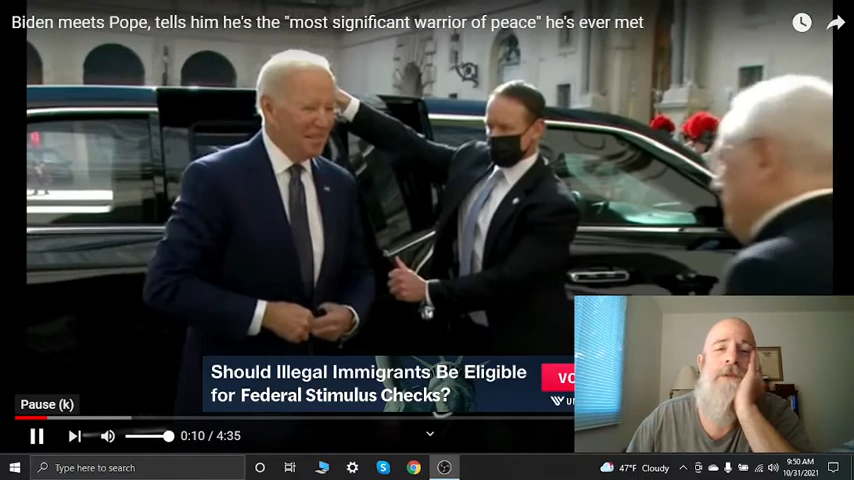 Biden meets Pope, tells him he's the "most significant warrior of peace" he's ever met
Should Illegal Immigrants Be Eligible
for Federal Stimulus Checks?
Pause (k)
0:10 / 4:35
Type here to search
47°F Cloudy
9:50 AM
10/31/2021